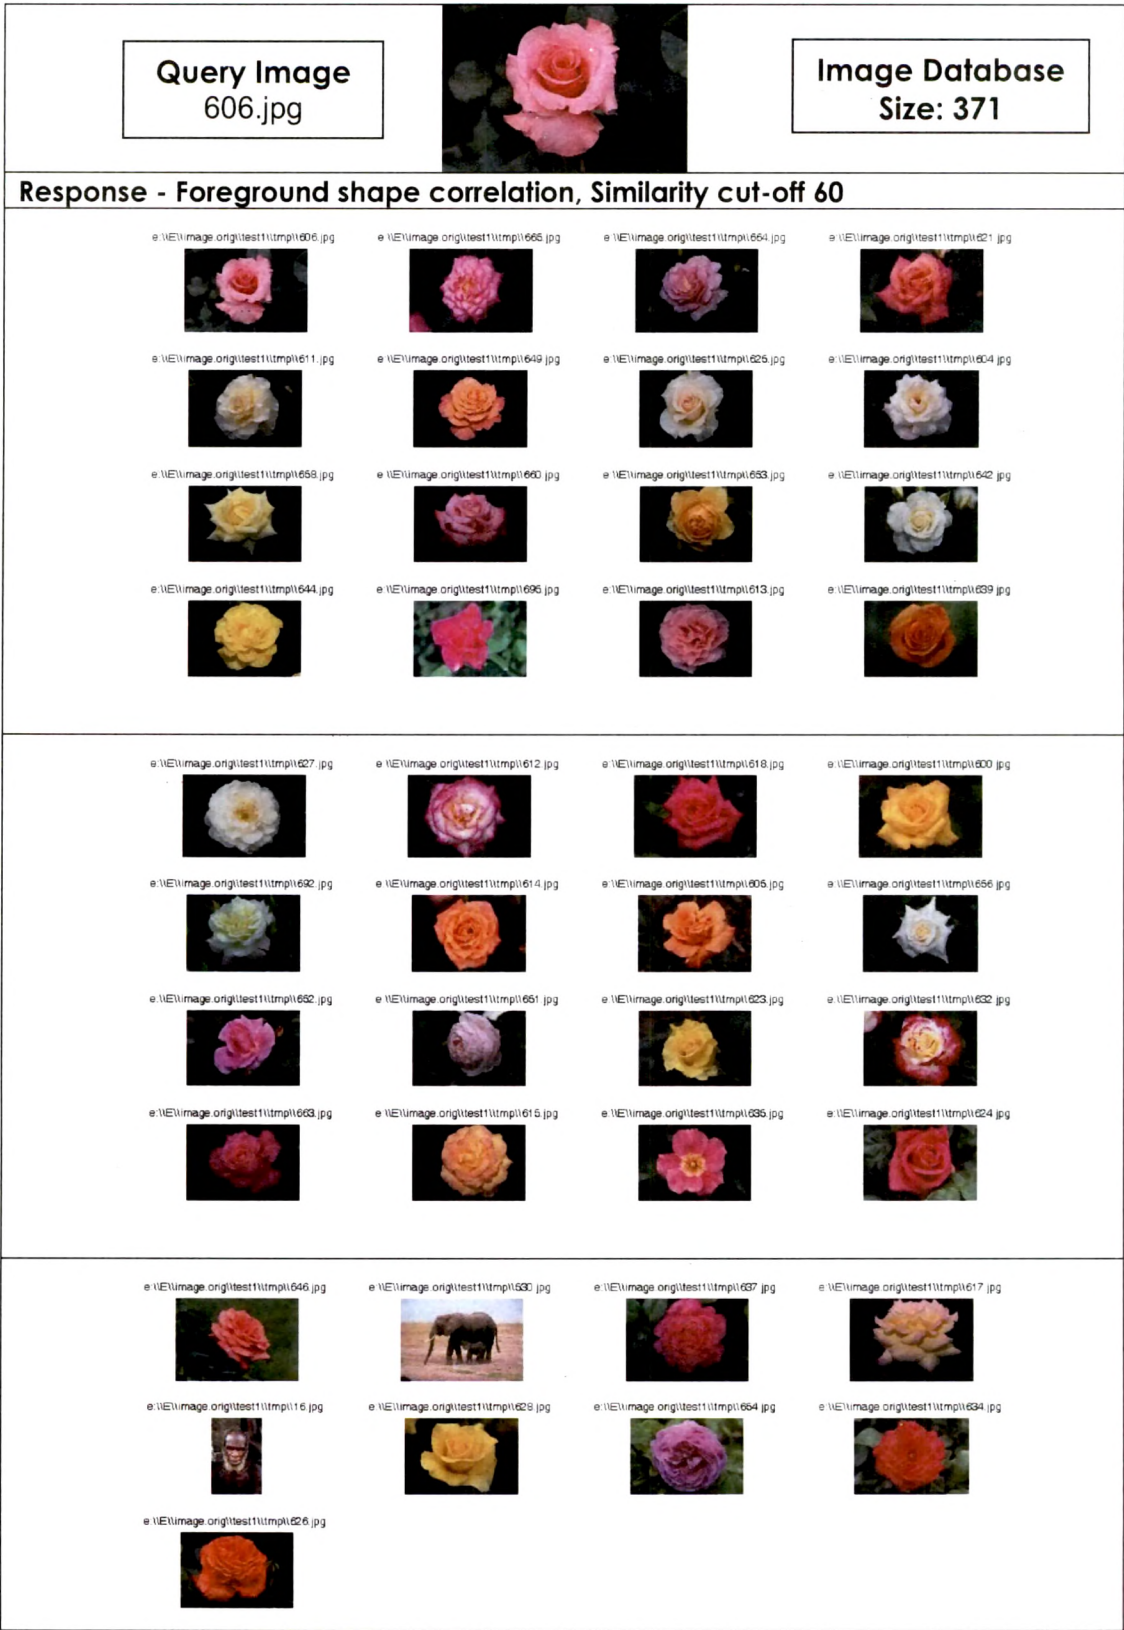 Query Image
606.jpg
Image Database
Size: 371
Response - Foreground shape correlation, Similarity cut-off 60
e:\\E\\image.orig\\test1\\tmp\\606.jpg
e:\\E\\image.orig\\test1\\tmp\\665.jpg
e:\\E\\image.orig\\test1\\tmp\\664.jpg
e:\\E\\image.orig\\test1\\tmp\\621.jpg
e:\\E\\image.orig\\test1\\tmp\\611.jpg
e:\\E\\image.orig\\test1\\tmp\\649.jpg
e:\\E\\image.orig\\test1\\tmp\\625.jpg
e:\\E\\image.orig\\test1\\tmp\\604.jpg
e:\\E\\image.orig\\test1\\tmp\\658.jpg
e:\\E\\image.orig\\test1\\tmp\\660.jpg
e:\\E\\image.orig\\test1\\tmp\\653.jpg
e:\\E\\image.orig\\test1\\tmp\\642.jpg
e:\\E\\image.orig\\test1\\tmp\\644.jpg
e:\\E\\image.orig\\test1\\tmp\\695.jpg
e:\\E\\image.orig\\test1\\tmp\\613.jpg
e:\\E\\image.orig\\test1\\tmp\\639.jpg
e:\\E\\image.orig\\test1\\tmp\\627.jpg
e:\\E\\image.orig\\test1\\tmp\\612.jpg
e:\\E\\image.orig\\test1\\tmp\\618.jpg
e:\\E\\image.orig\\test1\\tmp\\600.jpg
e:\\E\\image.orig\\test1\\tmp\\692.jpg
e:\\E\\image.orig\\test1\\tmp\\614.jpg
e:\\E\\image.orig\\test1\\tmp\\605.jpg
e:\\E\\image.orig\\test1\\tmp\\656.jpg
e:\\E\\image.orig\\test1\\tmp\\652.jpg
e:\\E\\image.orig\\test1\\tmp\\651.jpg
e:\\E\\image.orig\\test1\\tmp\\623.jpg
e:\\E\\image.orig\\test1\\tmp\\632.jpg
e:\\E\\image.orig\\test1\\tmp\\663.jpg
e:\\E\\image.orig\\test1\\tmp\\615.jpg
e:\\E\\image.orig\\test1\\tmp\\635.jpg
e:\\E\\image.orig\\test1\\tmp\\624.jpg
e:\\E\\image.orig\\test1\\tmp\\646.jpg
e:\\E\\image.orig\\test1\\tmp\\530.jpg
e:\\E\\image.orig\\test1\\tmp\\637.jpg
e:\\E\\image.orig\\test1\\tmp\\617.jpg
e:\\E\\image.orig\\test1\\tmp\\16.jpg
e:\\E\\image.orig\\test1\\tmp\\628.jpg
e:\\E\\image.orig\\test1\\tmp\\654.jpg
e:\\E\\image.orig\\test1\\tmp\\634.jpg
e:\\E\\image.orig\\test1\\tmp\\626.jpg